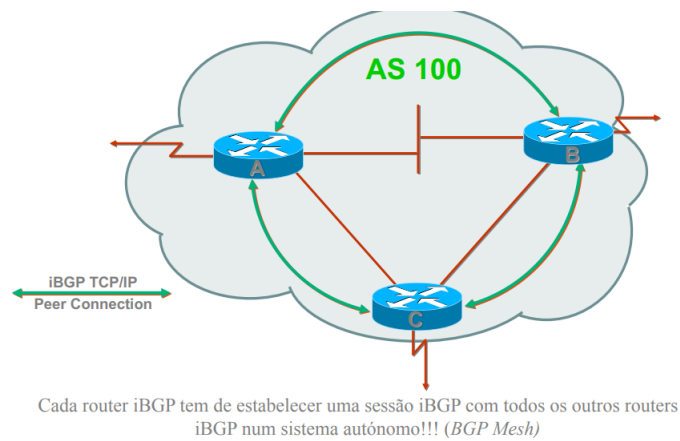 AS 100
A
B
C
iBGP TCP/IP
Peer Connection
Cada router iBGP tem de estabelecer uma sessão iBGP com todos os outros routers
iBGP num sistema autónomo!!! (BGP Mesh)